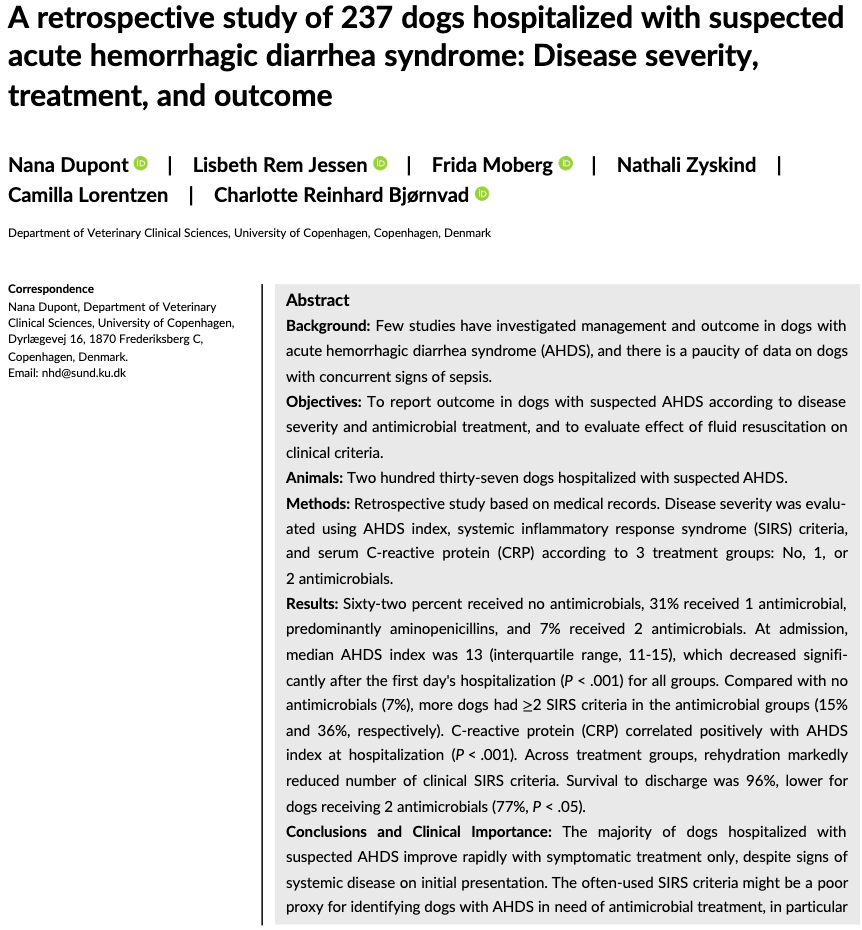 A retrospective study of 237 dogs hospitalized with suspected
acute hemorrhagic diarrhea syndrome: Disease severity,
treatment, and outcome
Nana Dupont iD | Lisbeth Rem Jessen iD | Frida Moberg iD | Nathali Zyskind |
Camilla Lorentzen | Charlotte Reinhard Bjørnvad iD
Department of Veterinary Clinical Sciences, University of Copenhagen, Copenhagen, Denmark
Correspondence
Nana Dupont, Department of Veterinary
Clinical Sciences, University of Copenhagen,
Dyrlægevej 16, 1870 Frederiksberg C,
Copenhagen, Denmark.
Email: nhd@sund.ku.dk
Abstract
Background: Few studies have investigated management and outcome in dogs with
acute hemorrhagic diarrhea syndrome (AHDS), and there is a paucity of data on dogs
with concurrent signs of sepsis.
Objectives: To report outcome in dogs with suspected AHDS according to disease
severity and antimicrobial treatment, and to evaluate effect of fluid resuscitation on
clinical criteria.
Animals: Two hundred thirty-seven dogs hospitalized with suspected AHDS.
Methods: Retrospective study based on medical records. Disease severity was evalu-
ated using AHDS index, systemic inflammatory response syndrome (SIRS) criteria,
and serum C-reactive protein (CRP) according to 3 treatment groups: No, 1, or
2 antimicrobials.
Results: Sixty-two percent received no antimicrobials, 31% received 1 antimicrobial,
predominantly aminopenicillins, and 7% received 2 antimicrobials. At admission,
median AHDS index was 13 (interquartile range, 11-15), which decreased signifi-
cantly after the first day's hospitalization (P < .001) for all groups. Compared with no
antimicrobials (7%), more dogs had ≥2 SIRS criteria in the antimicrobial groups (15%
and 36%, respectively). C-reactive protein (CRP) correlated positively with AHDS
index at hospitalization (P < .001). Across treatment groups, rehydration markedly
reduced number of clinical SIRS criteria. Survival to discharge was 96%, lower for
dogs receiving 2 antimicrobials (77%, P < .05).
Conclusions and Clinical Importance: The majority of dogs hospitalized with
suspected AHDS improve rapidly with symptomatic treatment only, despite signs of
systemic disease on initial presentation. The often-used SIRS criteria might be a poor
proxy for identifying dogs with AHDS in need of antimicrobial treatment, in particular